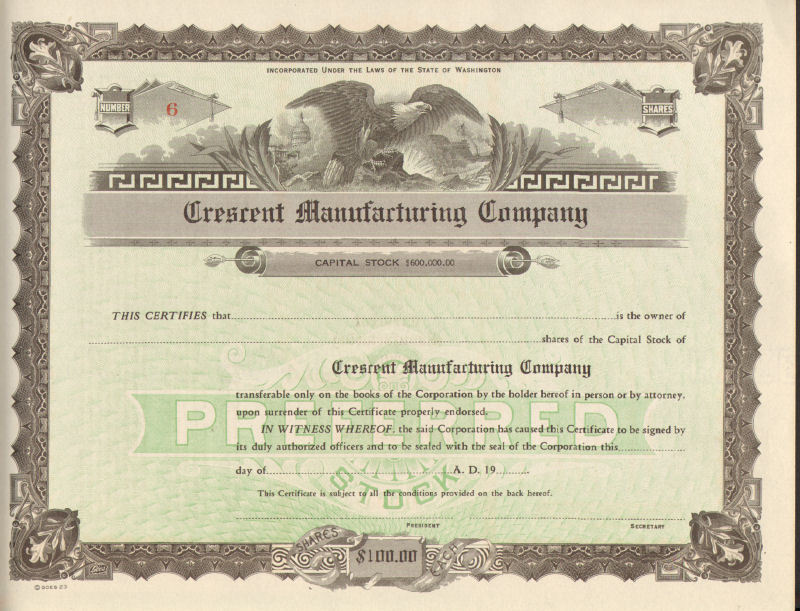 INCORPORATED UNDER THE LAWS OF THE STATE OF WASHINGTON
NUMBER
6
SHARES
Crescent Manufacturing Company
CAPITAL STOCK $600,000.00
THIS CERTIFIES that is the owner of
shares of the Capital Stock of
Crescent Manufacturing Company
transferable only on the books of the Corporation by the holder hereof in person or by attorney,
upon surrender of this Certificate properly endorsed.
PREFERRED
IN WITNESS WHEREOF, the said Corporation has caused this Certificate to be signed by
its duly authorized officers and to be sealed with the seal of the Corporation this
day of A. D. 19
STOCK
This Certificate is subject to all the conditions provided on the back hereof.
PRESIDENT SECRETARY
SHARES $100.00 EACH
Goes
© GOES 23